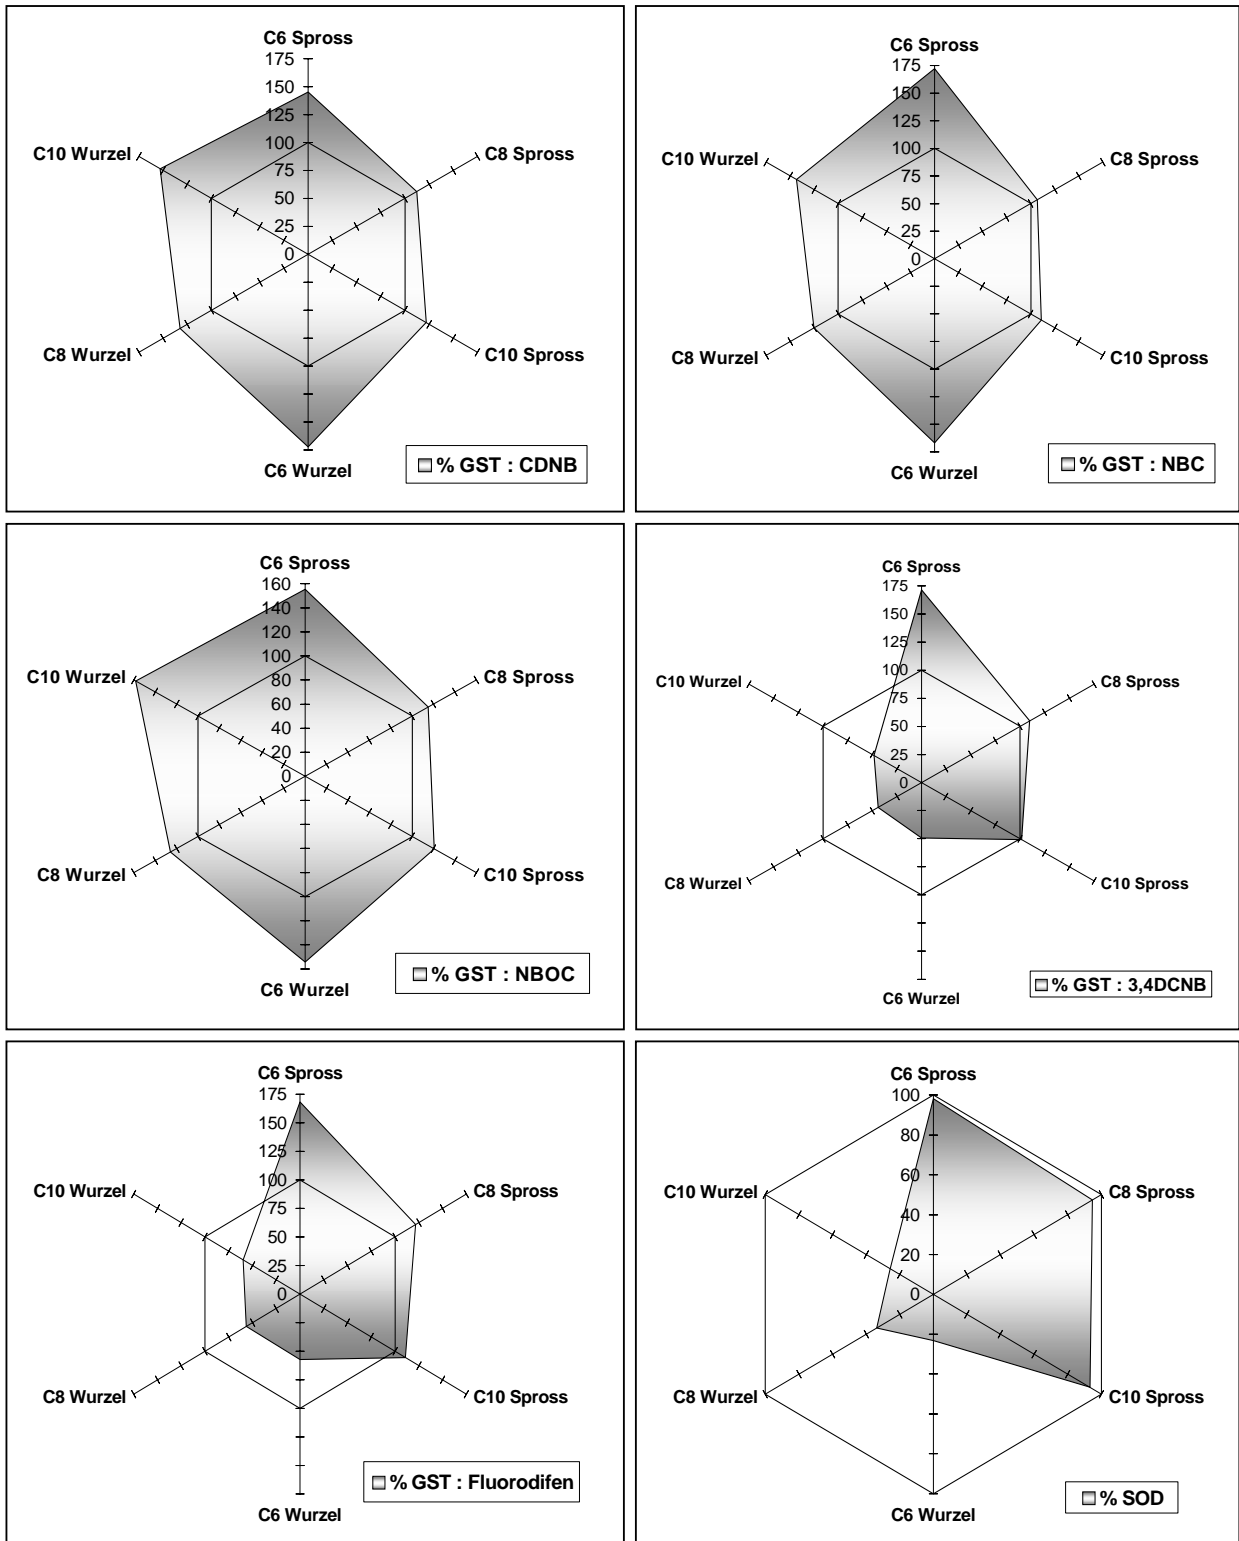 C6 Spross
175
150
125
100
75
50
25
0
C8 Spross
C10 Spross
C6 Wurzel
C8 Wurzel
C10 Wurzel
% GST : CDNB
C6 Spross
175
150
125
100
75
50
25
0
C8 Spross
C10 Spross
C6 Wurzel
C8 Wurzel
C10 Wurzel
% GST : NBC
C6 Spross
160
140
120
100
80
60
40
20
0
C8 Spross
C10 Spross
C6 Wurzel
C8 Wurzel
C10 Wurzel
% GST : NBOC
C6 Spross
175
150
125
100
75
50
25
0
C8 Spross
C10 Spross
C6 Wurzel
C8 Wurzel
C10 Wurzel
% GST : 3,4DCNB
C6 Spross
175
150
125
100
75
50
25
0
C8 Spross
C10 Spross
C6 Wurzel
C8 Wurzel
C10 Wurzel
% GST : Fluorodifen
C6 Spross
100
80
60
40
20
0
C8 Spross
C10 Spross
C6 Wurzel
C8 Wurzel
C10 Wurzel
% SOD